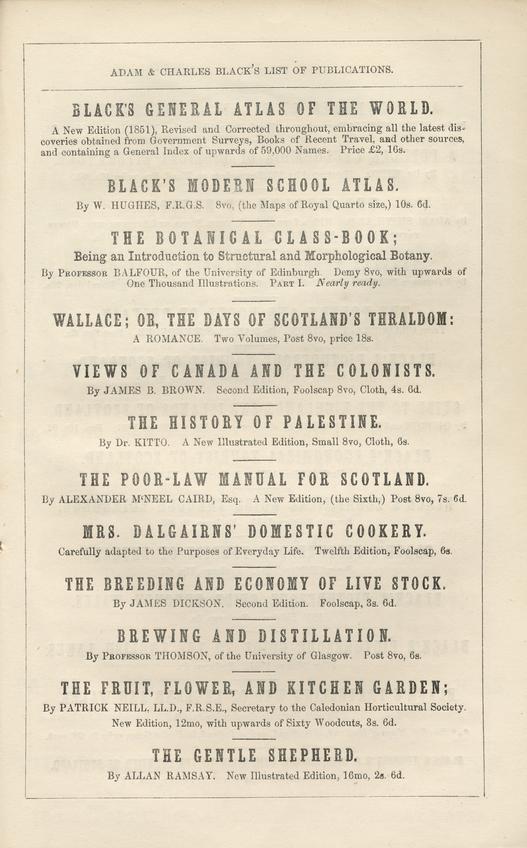 ADAM & CHARLES BLACK'S LIST OF PUBLICATIONS.
BLACK'S GENERAL ATLAS OF THE WORLD.
A New Edition (1851), Revised and Corrected throughout, embracing all the latest dis-
coveries obtained from Government Surveys, Books of Recent Travel, and other sources,
and containing a General Index of upwards of 59,000 Names. Price £2, 16s.
BLACK'S MODERN SCHOOL ATLAS.
By W. HUGHES, F.R.G.S. 8vo, (the Maps of Royal Quarto size,) 10s. 6d.
THE BOTANICAL CLASS-BOOK;
Being an Introduction to Structural and Morphological Botany.
By PROFESSOR BALFOUR, of the University of Edinburgh. Demy 8vo, with upwards of
One Thousand Illustrations. PART I. Nearly ready.
WALLACE; OR, THE DAYS OF SCOTLAND'S THRALDOM:
A ROMANCE. Two Volumes, Post 8vo, price 18s.
VIEWS OF CANADA AND THE COLONISTS.
By JAMES B. BROWN. Second Edition, Foolscap 8vo, Cloth, 4s. 6d.
THE HISTORY OF PALESTINE.
By Dr. KITTO. A New Illustrated Edition, Small 8vo, Cloth, 6s.
THE POOR-LAW MANUAL FOR SCOTLAND.
By ALEXANDER M'NEEL CAIRD, Esq. A New Edition, (the Sixth,) Post 8vo, 7s. 6d.
MRS. DALGAIRNS' DOMESTIC COOKERY.
Carefully adapted to the Purposes of Everyday Life. Twelfth Edition, Foolscap, 6s.
THE BREEDING AND ECONOMY OF LIVE STOCK.
By JAMES DICKSON. Second Edition. Foolscap, 3s. 6d.
BREWING AND DISTILLATION.
By PROFESSOR THOMSON, of the University of Glasgow. Post 8vo, 6s.
THE FRUIT, FLOWER, AND KITCHEN GARDEN;
By PATRICK NEILL, LL.D., F.R.S.E., Secretary to the Caledonian Horticultural Society.
New Edition, 12mo, with upwards of Sixty Woodcuts, 3s. 6d.
THE GENTLE SHEPHERD.
By ALLAN RAMSAY. New Illustrated Edition, 16mo, 2s. 6d.